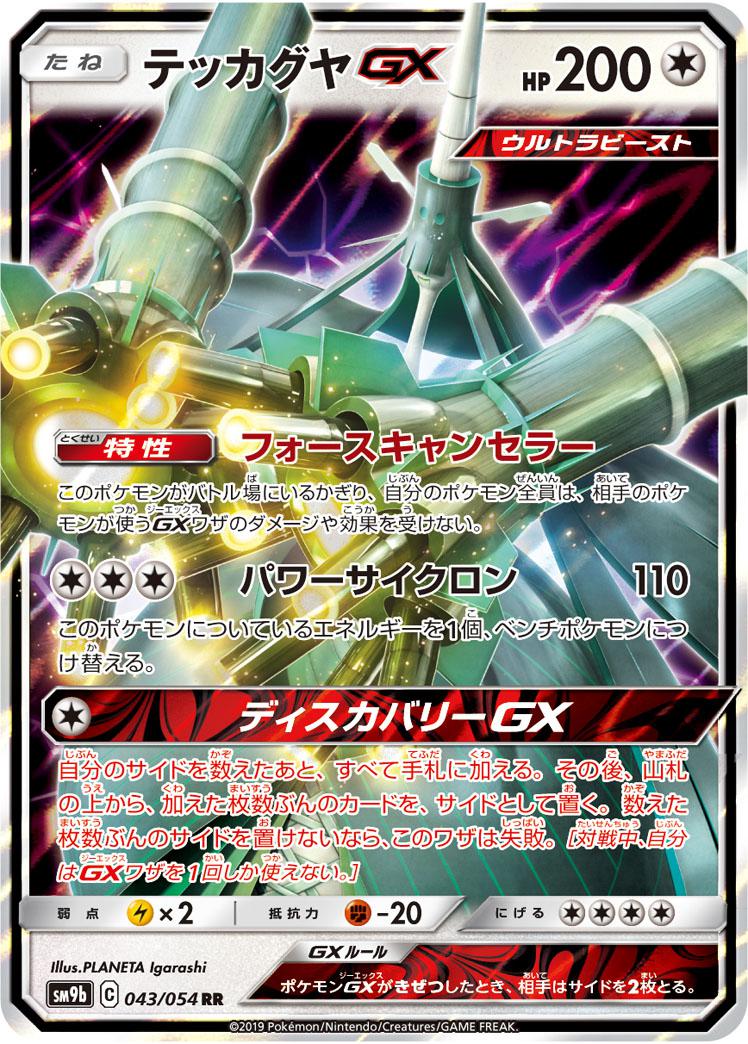 たね
テッカグヤGX
HP 200
ウルトラビースト
とくせい
特性 フォースキャンセラー
このポケモンがバトル場にいるかぎり、自分のポケモン全員は、相手のポケ
モンが使うGXワザのダメージや効果を受けない。
パワーサイクロン 110
このポケモンについているエネルギーを1個、ベンチポケモンにつ
け替える。
ディスカバリーGX
自分のサイドを数えたあと、すべて手札に加える。その後、山札
の上から、加えた枚数ぶんのカードを、サイドとして置く。数えた
枚数ぶんのサイドを置けないなら、このワザは失敗。[対戦中、自分
はGXワザを1回しか使えない。]
弱点 ×2 抵抗力 -20 にげる
Illus.PLANETA Igarashi
GXルール
ポケモンGXがきぜつしたとき、相手はサイドを2枚とる。
sm9b C 043/054 RR
©2019 Pokémon/Nintendo/Creatures/GAME FREAK.